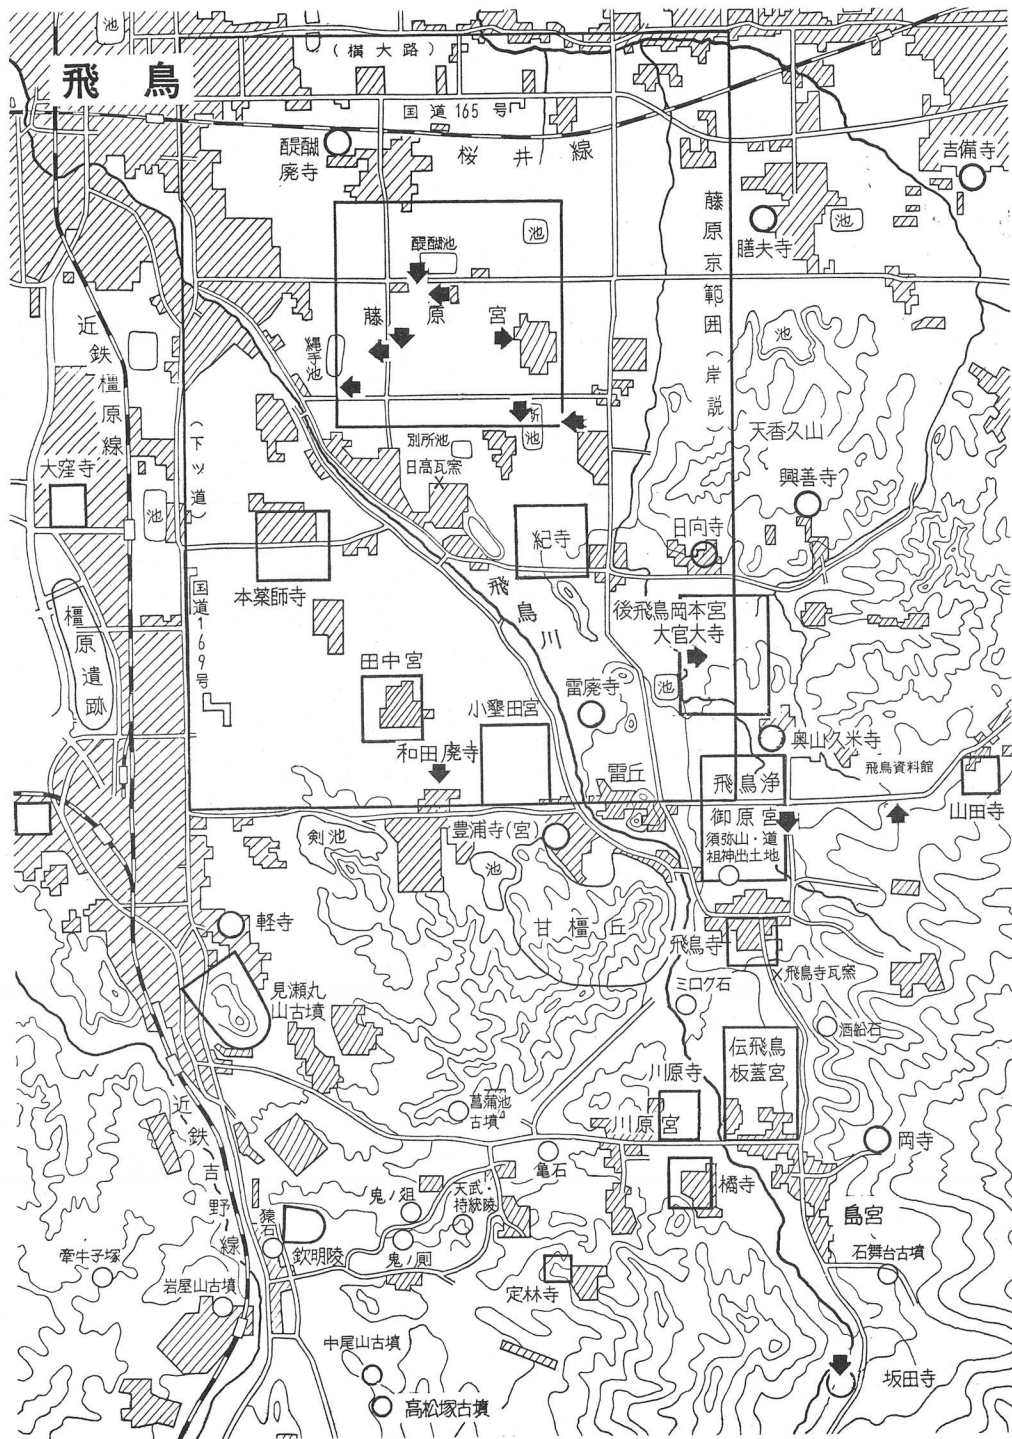 池
(横大路)
飛鳥
国道165号
桜井線
醍醐
廃寺
吉備寺
藤原京範囲(岸説)
膳夫寺
池
池
醍醐池
藤原宮
縄手池
池
近鉄橿原線
(下ツ道)
天香久山
別所池
池
日高瓦窯
大窪寺
池
興善寺
紀寺
日向寺
本薬師寺
国道169号
飛鳥川
後飛鳥岡本宮
大官大寺
橿原遺跡
田中宮
小墾田宮
雷廃寺
池
和田廃寺
雷丘
奥山久米寺
飛鳥資料館
飛鳥浄
御原宮
山田寺
須弥山・道
祖神出土地
剣池
豊浦寺(宮)
池
軽寺
甘橿丘
飛鳥寺
飛鳥寺瓦窯
見瀬丸
山古墳
ミロク石
酒船石
伝飛鳥
板蓋宮
川原寺
菖蒲池
古墳
川原宮
岡寺
近鉄吉野線
亀石
天武・
持統陵
鬼ノ俎
橘寺
島宮
猿石
欽明陵
鬼ノ厠
石舞台古墳
牽牛子塚
岩屋山古墳
定林寺
中尾山古墳
坂田寺
高松塚古墳